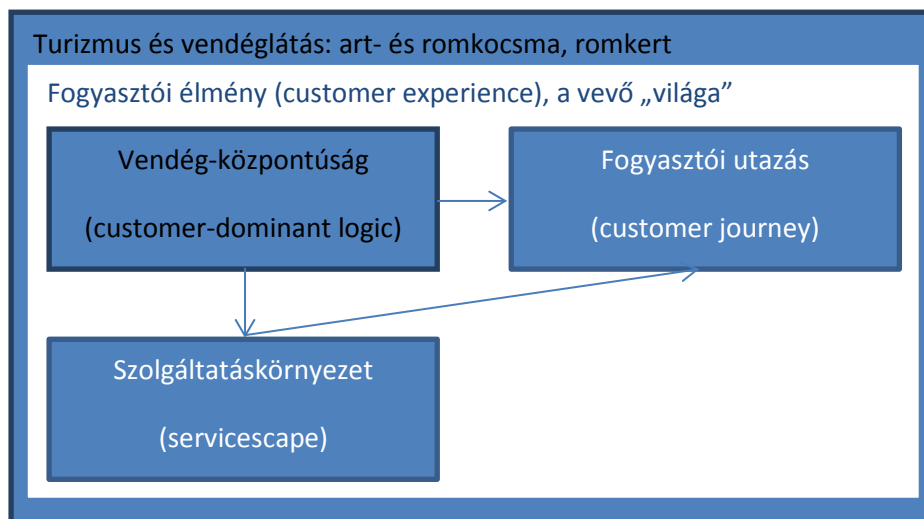 Turizmus és vendéglátás: art- és romkocsma, romkert
Fogyasztói élmény (customer experience), a vevő „világa”
Vendég-központúság
(customer-dominant logic)
Fogyasztói utazás
(customer journey)
Szolgáltatáskörnyezet
(servicescape)